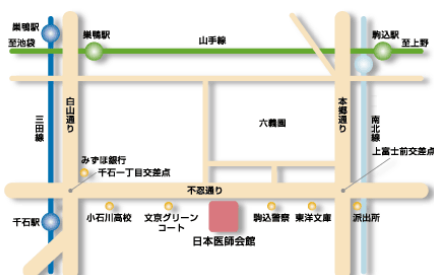 巣鴨駅
至池袋
巣鴨駅
山手線
駒込駅
至上野
白山通り
本郷通り
三田線
南北線
六義園
みずほ銀行
千石一丁目交差点
上富士前交差点
不忍通り
千石駅
小石川高校
文京グリーン
コート
駒込警察
東洋文庫
派出所
日本医師会館